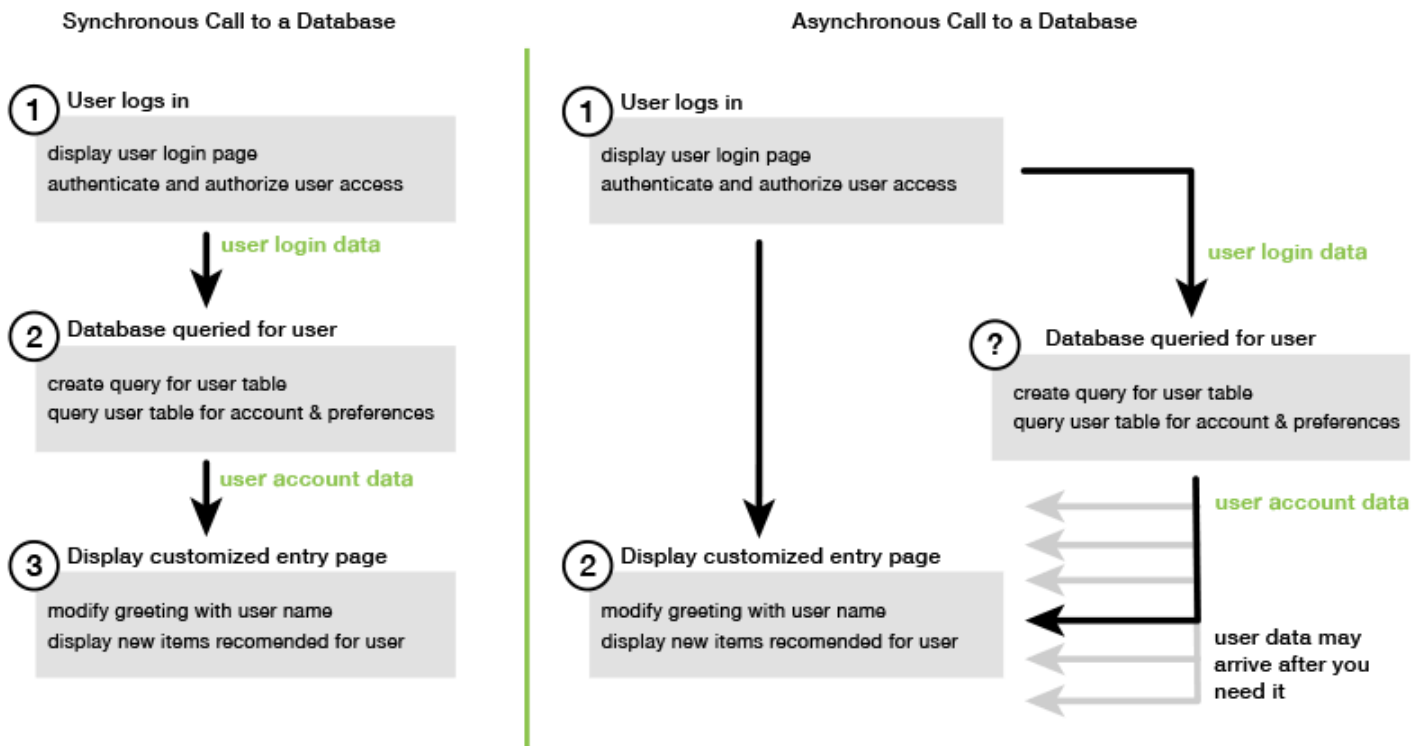 Synchronous Call to a Database
1
User logs in
display user login page
authenticate and authorize user access
user login data
2
Database queried for user
create query for user table
query user table for account & preferences
user account data
3
Display customized entry page
modify greeting with user name
display new items recomended for user
Asynchronous Call to a Database
1
User logs in
display user login page
authenticate and authorize user access
user login data
?
Database queried for user
create query for user table
query user table for account & preferences
user account data
2
Display customized entry page
modify greeting with user name
display new items recomended for user
user data may
arrive after you
need it